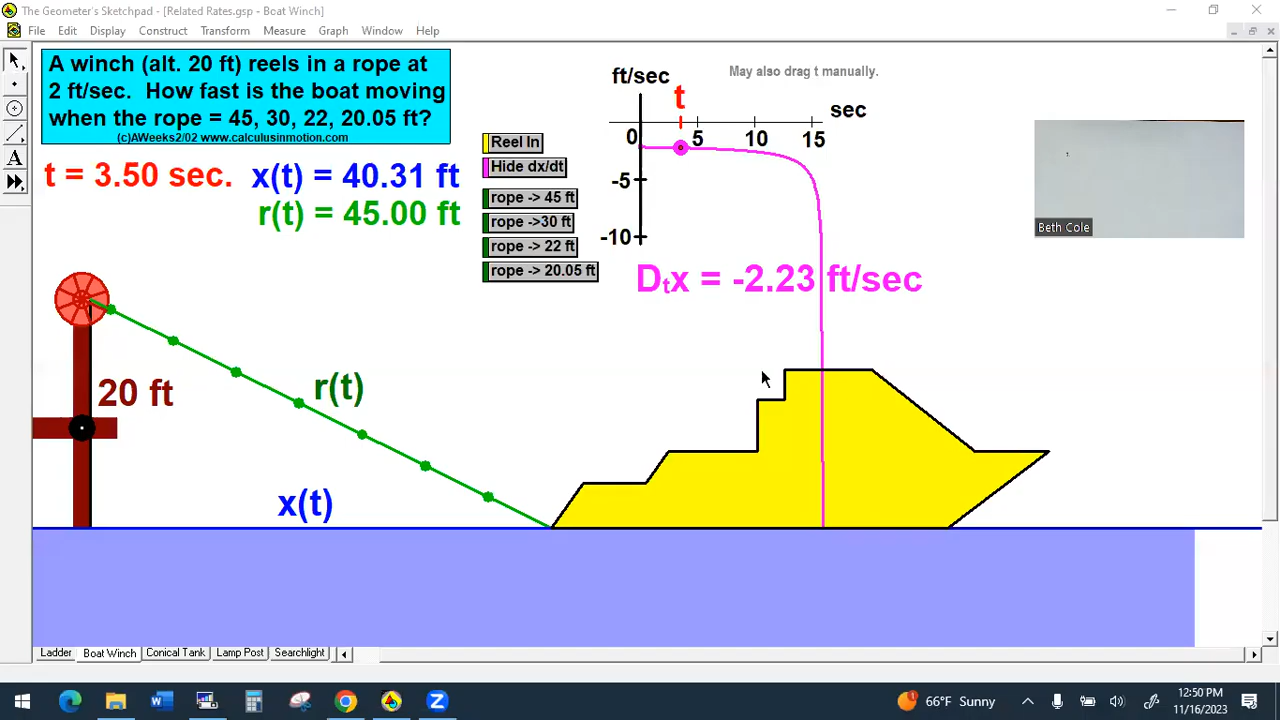 The Geometer's Sketchpad - [Related Rates.gsp - Boat Winch]
File Edit Display Construct Transform Measure Graph Window Help
A winch (alt. 20 ft) reels in a rope at
2 ft/sec. How fast is the boat moving
when the rope = 45, 30, 22, 20.05 ft?
(c)AWeeks2/02 www.calculusinmotion.com
t = 3.50 sec.
x(t) = 40.31 ft
r(t) = 45.00 ft
Reel In
Hide dx/dt
rope -> 45 ft
rope ->30 ft
rope -> 22 ft
rope -> 20.05 ft
May also drag t manually.
ft/sec
t
sec
0 5 10 15
-5
-10
Dtx = -2.23 ft/sec
Beth Cole
20 ft
r(t)
x(t)
Ladder Boat Winch Conical Tank Lamp Post Searchlight
66°F Sunny
12:50 PM
11/16/2023